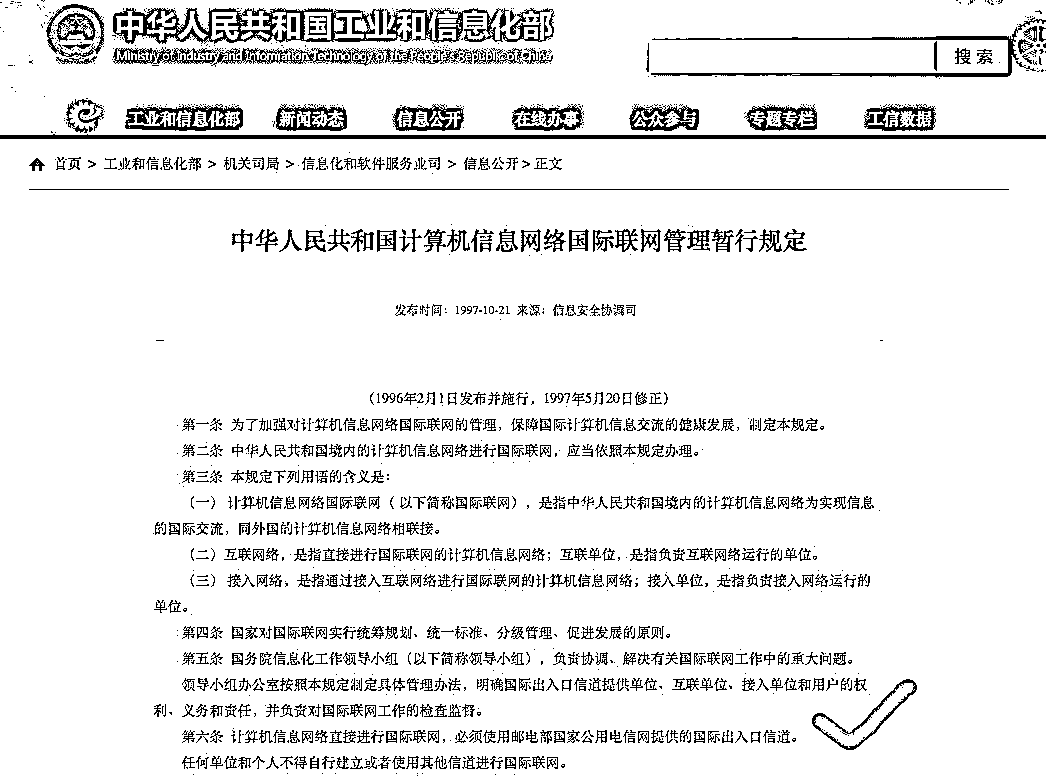 中华人民共和国工业和信息化部
Ministry of Industry and Information Technology of the People's Republic of China
搜索
工业和信息化部 新闻动态 信息公开 在线办事 公众参与 专题专栏 工信数据
首页 > 工业和信息化部 > 机关司局 > 信息化和软件服务业司 > 信息公开 > 正文
中华人民共和国计算机信息网络国际联网管理暂行规定
发布时间：1997-10-21 来源：信息安全协调司
（1996年2月1日发布并施行，1997年5月20日修正）
第一条 为了加强对计算机信息网络国际联网的管理，保障国际计算机信息交流的健康发展，制定本规定。
第二条 中华人民共和国境内的计算机信息网络进行国际联网，应当依照本规定办理。
第三条 本规定下列用语的含义是：
（一） 计算机信息网络国际联网（ 以下简称国际联网），是指中华人民共和国境内的计算机信息网络为实现信息
的国际交流，同外国的计算机信息网络相联接。
（二）互联网络，是指直接进行国际联网的计算机信息网络；互联单位，是指负责互联网络运行的单位。
（三） 接入网络，是指通过接入互联网络进行国际联网的计算机信息网络；接入单位，是指负责接入网络运行的
单位。
第四条 国家对国际联网实行统筹规划、统一标准、分级管理、促进发展的原则。
第五条 国务院信息化工作领导小组（以下简称领导小组），负责协调、解决有关国际联网工作中的重大问题。
领导小组办公室按照本规定制定具体管理办法，明确国际出入口信道提供单位、互联单位、接入单位和用户的权
利、义务和责任，并负责对国际联网工作的检查监督。
第六条 计算机信息网络直接进行国际联网，必须使用邮电部国家公用电信网提供的国际出入口信道。
任何单位和个人不得自行建立或者使用其他信道进行国际联网。